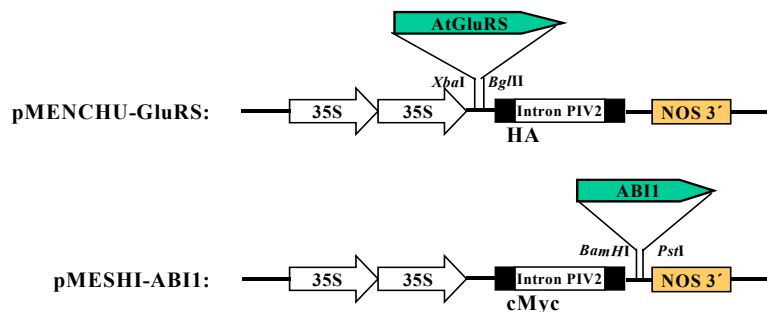 AtGluRS
XbaI BglII
pMENCHU-GluRS: 35S 35S Intron PIV2 NOS 3´
HA
ABI1
BamHI PstI
pMESHI-ABI1: 35S 35S Intron PIV2 NOS 3´
cMyc